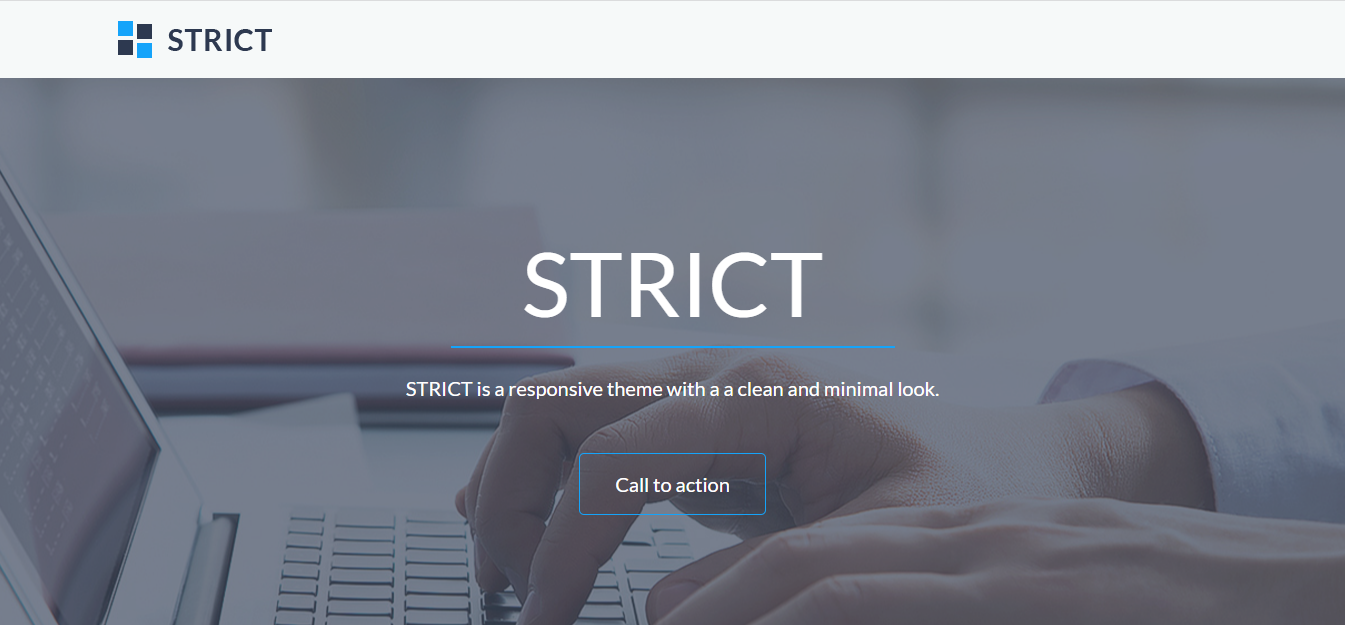 STRICT
STRICT
STRICT is a responsive theme with a a clean and minimal look.
Call to action